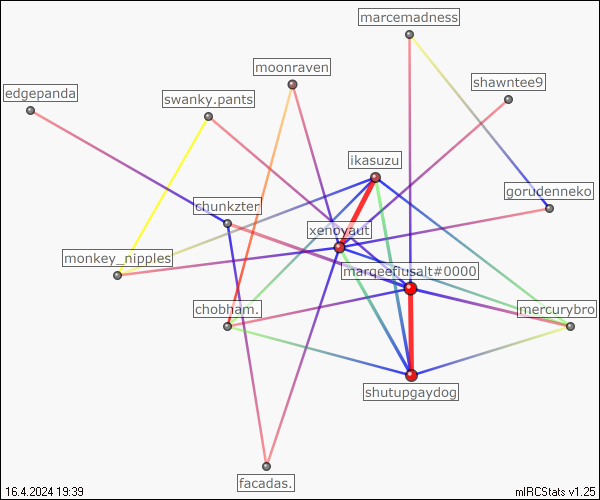 marcemadness
moonraven
shawntee9
edgepanda
swanky.pants
ikasuzu
gorudenneko
chunkzter
xenoyaut
monkey_nipples
marqeeflusalt#0000
chobham.
mercurybro
shutupgaydog
facadas.
16.4.2024 19:39
mIRCStats v1.25